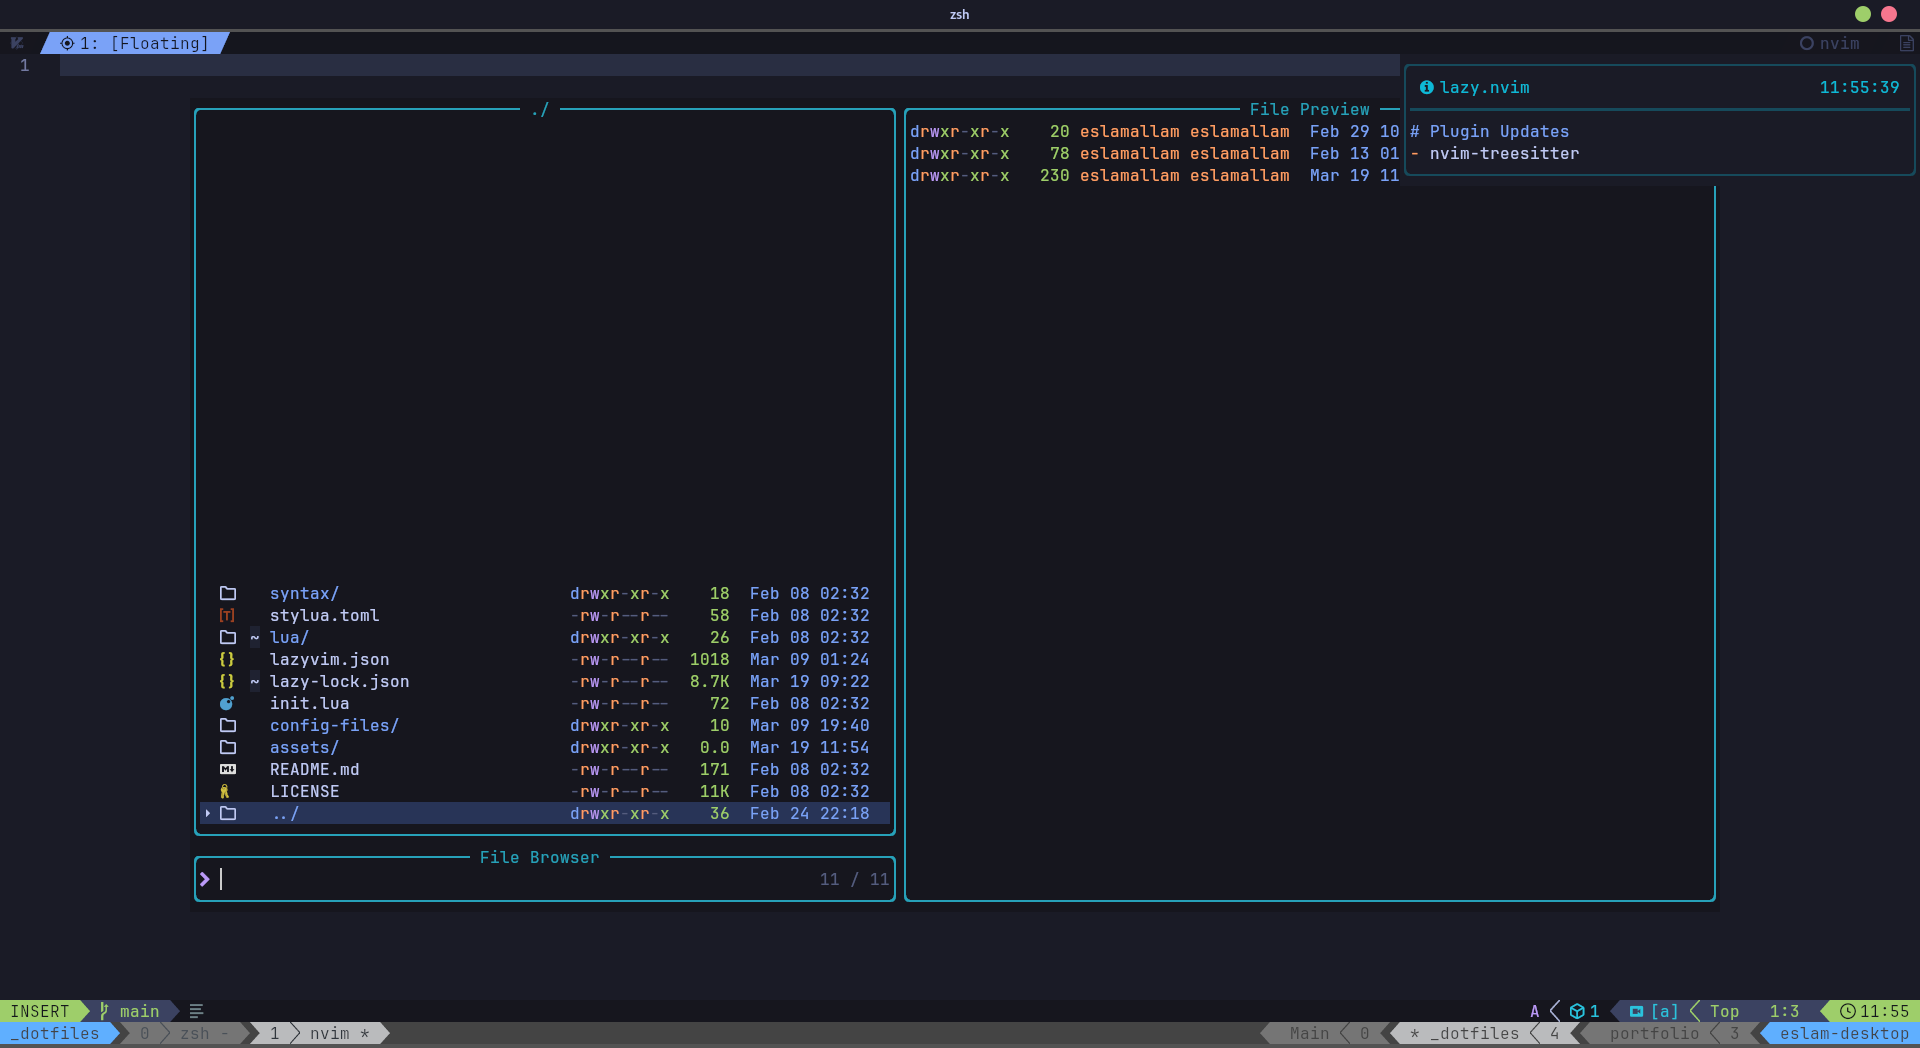 zsh
1: [Floating] nvim
1
lazy.nvim 11:55:39
# Plugin Updates
- nvim-treesitter
./
File Preview
drwxr-xr-x 20 eslamallam eslamallam Feb 29 10
drwxr-xr-x 78 eslamallam eslamallam Feb 13 01
drwxr-xr-x 230 eslamallam eslamallam Mar 19 11
syntax/ drwxr-xr-x 18 Feb 08 02:32
[T] stylua.toml -rw-r--r-- 58 Feb 08 02:32
~ lua/ drwxr-xr-x 26 Feb 08 02:32
{} lazyvim.json -rw-r--r-- 1018 Mar 09 01:24
{} ~ lazy-lock.json -rw-r--r-- 8.7K Mar 19 09:22
init.lua -rw-r--r-- 72 Feb 08 02:32
config-files/ drwxr-xr-x 10 Mar 09 19:40
assets/ drwxr-xr-x 0.0 Mar 19 11:54
README.md -rw-r--r-- 171 Feb 08 02:32
LICENSE -rw-r--r-- 11K Feb 08 02:32
../ drwxr-xr-x 36 Feb 24 22:18
File Browser
11 / 11
INSERT main A 1 [a] Top 1:3 11:55
_dotfiles 0 zsh - 1 nvim * Main 0 * _dotfiles 4 portfolio 3 eslam-desktop